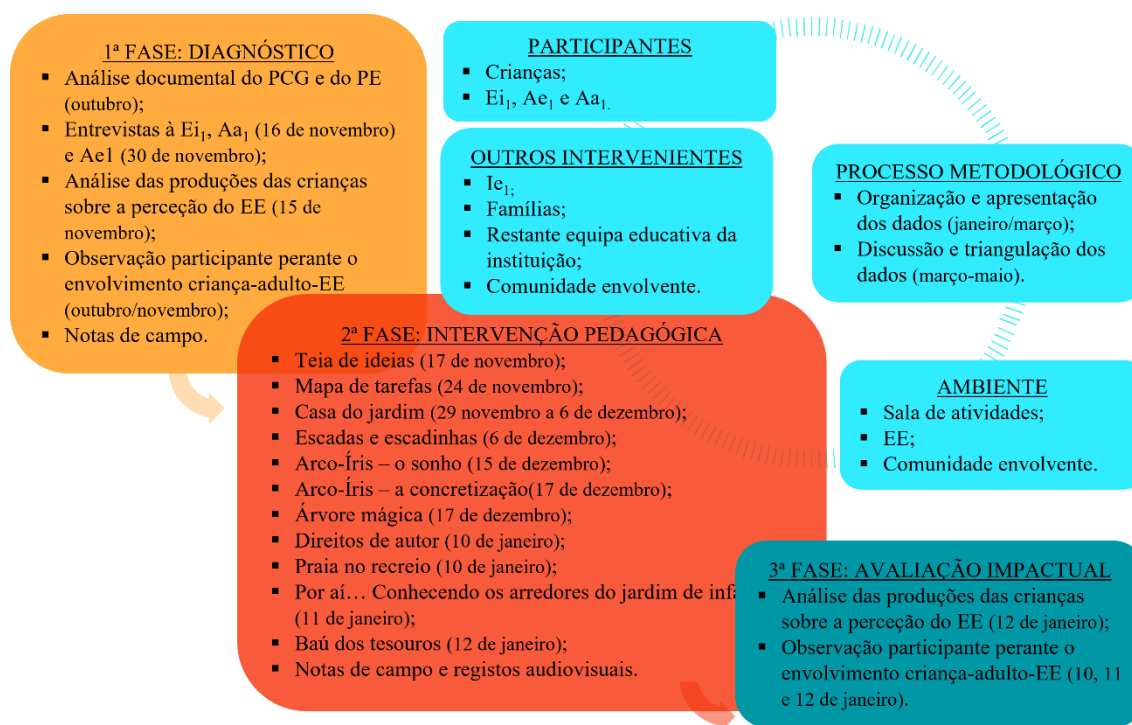 1ª FASE: DIAGNÓSTICO
▪ Análise documental do PCG e do PE
(outubro);
▪ Entrevistas à Ei₁, Aa₁ (16 de novembro)
e Ae1 (30 de novembro);
▪ Análise das produções das crianças
sobre a perceção do EE (15 de
novembro);
▪ Observação participante perante o
envolvimento criança-adulto-EE
(outubro/novembro);
▪ Notas de campo.
PARTICIPANTES
▪ Crianças;
▪ Ei₁, Ae₁ e Aa₁.
OUTROS INTERVENIENTES
▪ Ie₁;
▪ Famílias;
▪ Restante equipa educativa da
instituição;
▪ Comunidade envolvente.
PROCESSO METODOLÓGICO
▪ Organização e apresentação
dos dados (janeiro/março);
▪ Discussão e triangulação dos
dados (março-maio).
AMBIENTE
▪ Sala de atividades;
▪ EE;
▪ Comunidade envolvente.
2ª FASE: INTERVENÇÃO PEDAGÓGICA
▪ Teia de ideias (17 de novembro);
▪ Mapa de tarefas (24 de novembro);
▪ Casa do jardim (29 novembro a 6 de dezembro);
▪ Escadas e escadinhas (6 de dezembro);
▪ Arco-Íris – o sonho (15 de dezembro);
▪ Arco-Íris – a concretização(17 de dezembro);
▪ Árvore mágica (17 de dezembro);
▪ Direitos de autor (10 de janeiro);
▪ Praia no recreio (10 de janeiro);
▪ Por aí… Conhecendo os arredores do jardim de infâ
(11 de janeiro);
▪ Baú dos tesouros (12 de janeiro);
▪ Notas de campo e registos audiovisuais.
3ª FASE: AVALIAÇÃO IMPACTUAL
▪ Análise das produções das crianças
sobre a perceção do EE (12 de janeiro);
▪ Observação participante perante o
envolvimento criança-adulto-EE (10, 11
e 12 de janeiro).